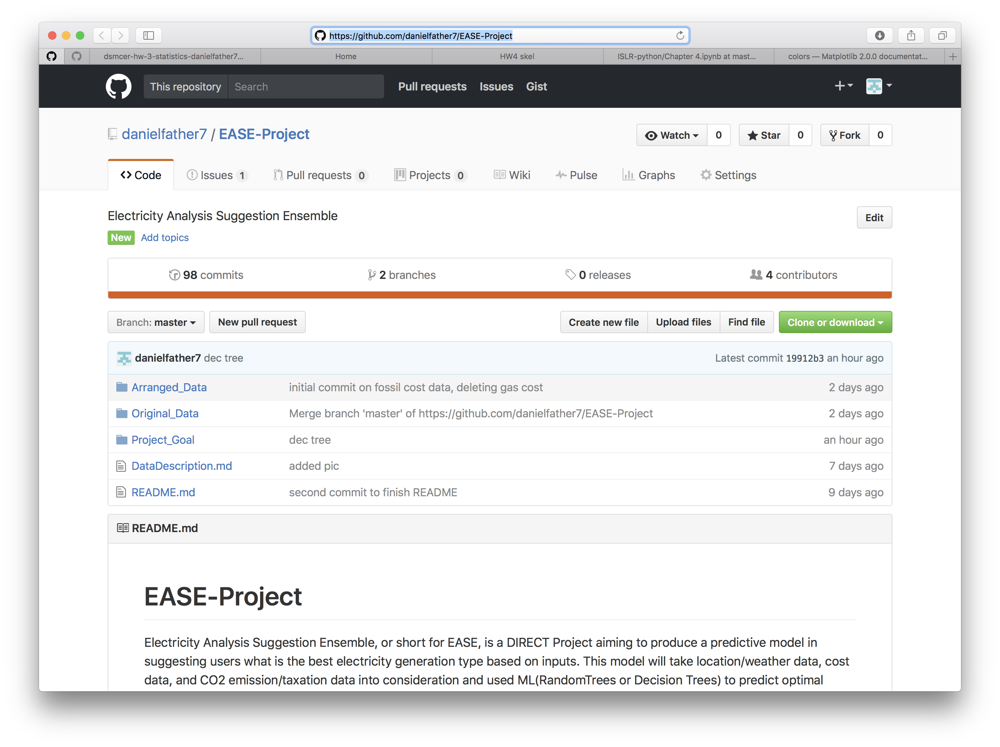 https://github.com/danielfather7/EASE-Project
dsmcer-hw-3-statistics-danielfather7... Home HW4 skel ISLR-python/Chapter 4.ipynb at mast... colors — Matplotlib 2.0.0 documentat...
This repository Search Pull requests Issues Gist
danielfather7 / EASE-Project Watch 0 Star 0 Fork 0
Code Issues 1 Pull requests 0 Projects 0 Wiki Pulse Graphs Settings
Electricity Analysis Suggestion Ensemble Edit
New Add topics
98 commits 2 branches 0 releases 4 contributors
Branch: master New pull request Create new file Upload files Find file Clone or download
danielfather7 dec tree Latest commit 19912b3 an hour ago
Arranged_Data initial commit on fossil cost data, deleting gas cost 2 days ago
Original_Data Merge branch 'master' of https://github.com/danielfather7/EASE-Project 2 days ago
Project_Goal dec tree an hour ago
DataDescription.md added pic 7 days ago
README.md second commit to finish README 9 days ago
README.md
EASE-Project
Electricity Analysis Suggestion Ensemble, or short for EASE, is a DIRECT Project aiming to produce a predictive model in
suggesting users what is the best electricity generation type based on inputs. This model will take location/weather data, cost
data, and CO2 emission/taxation data into consideration and used ML(RandomTrees or Decision Trees) to predict optimal